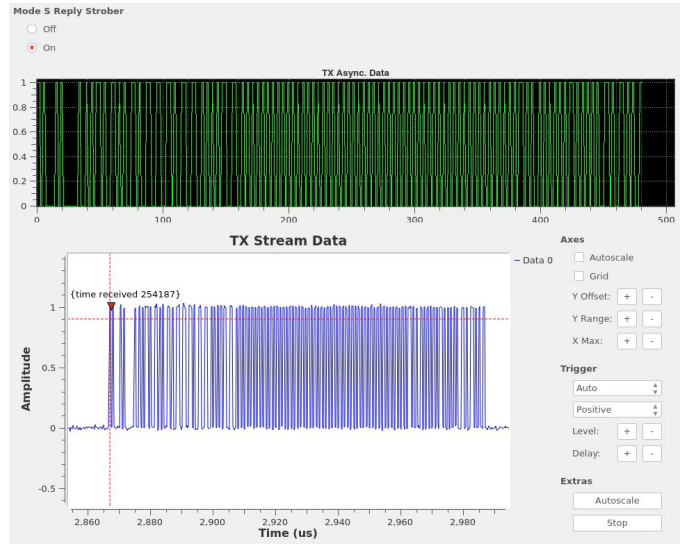 Mode S Reply Strober
Off
On
TX Async. Data
1
0.8
0.6
0.4
0.2
0
0 100 200 300 400 500
TX Stream Data
Data 0
{time received 254187}
1
0.5
0
-0.5
Amplitude
2,860 2,880 2,900 2,920 2,940 2,960 2,980
Time (us)
Axes
Autoscale
Grid
Y Offset: + -
Y Range: + -
X Max: + -
Trigger
Auto
Positive
Level: + -
Delay: + -
Extras
Autoscale
Stop